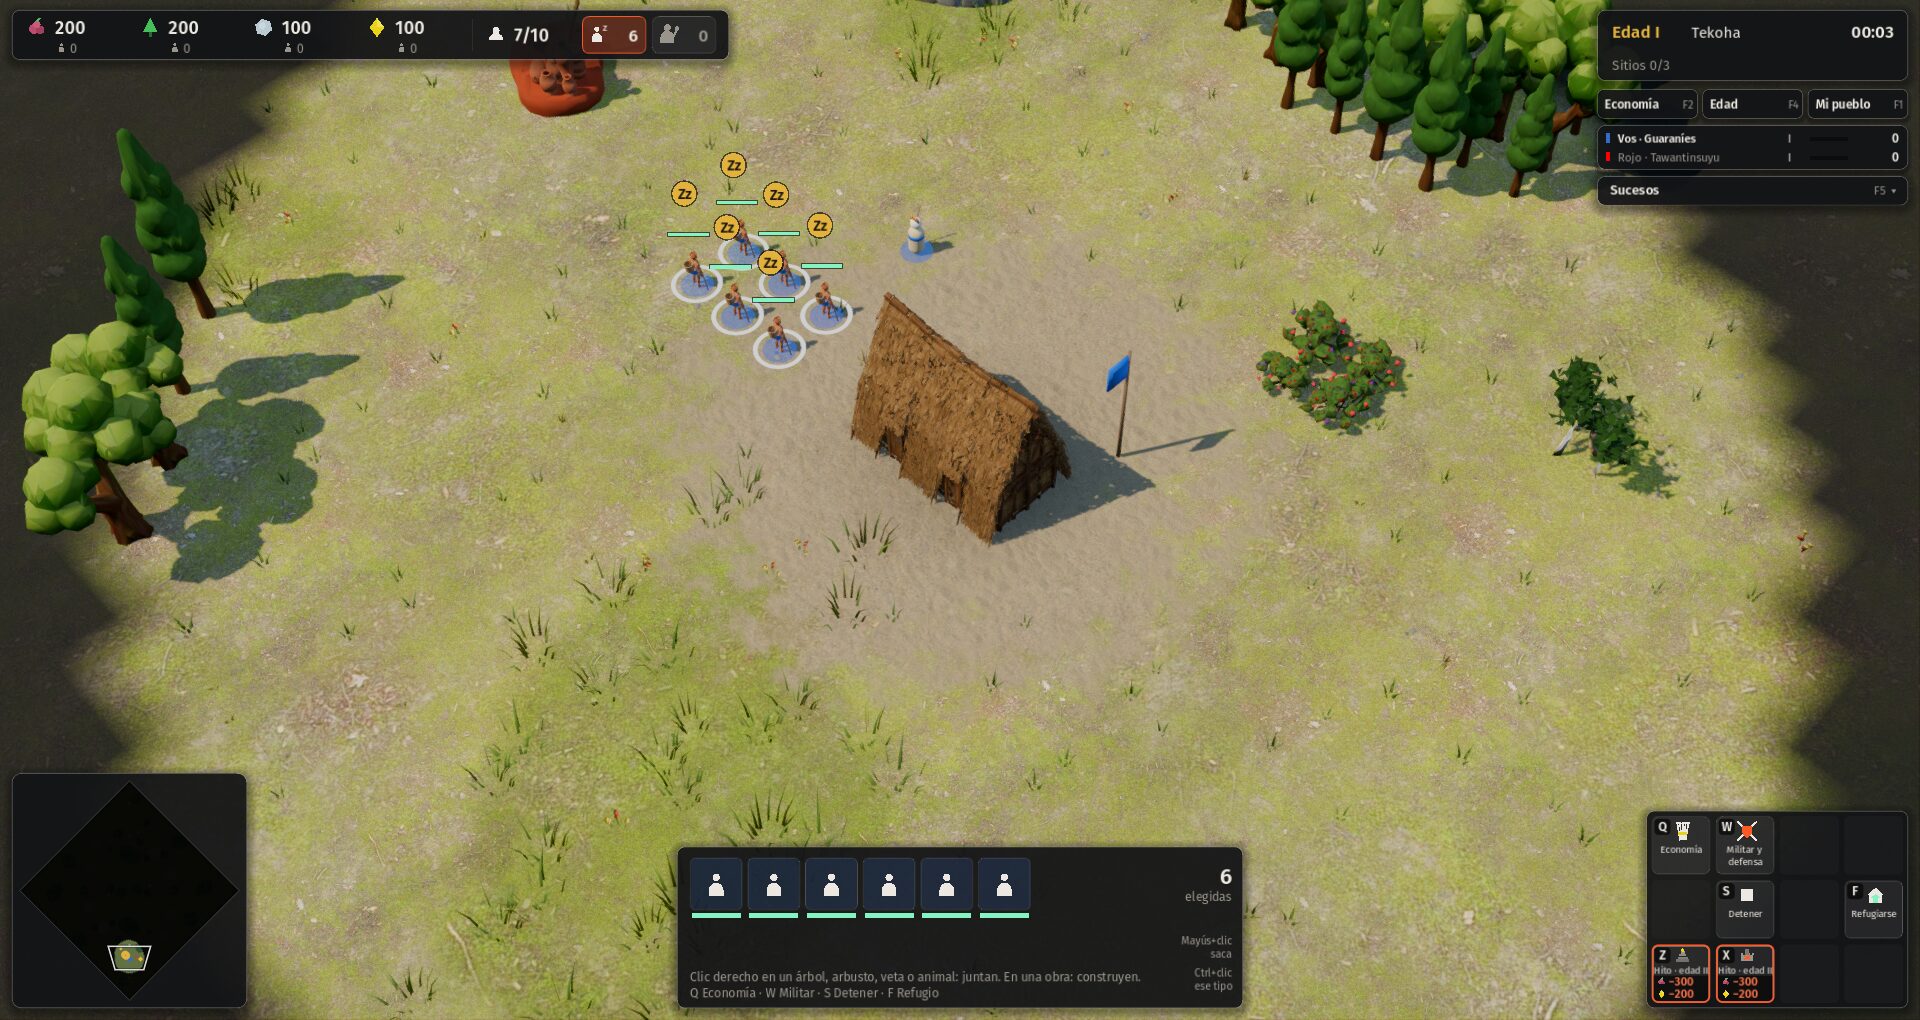 200 200 100 100 7/10 6 0
0 0 0 0
Edad I Tekoha 00:03
Sitios 0/3
Economía F2 Edad F4 Mi pueblo F1
Vos · Guaraníes I 0
Rojo · Tawantinsuyu I 0
Sucesos F5
Zz
Zz
Zz
Zz
Zz
Zz
6
elegidas
Mayús+clic
saca
Ctrl+clic
ese tipo
Clic derecho en un árbol, arbusto, veta o animal: juntan. En una obra: construyen.
Q Economía · W Militar · S Detener · F Refugio
Q W
Economía Militar y
defensa
S F
Detener Refugiarse
Z X
Hito · edad II Hito · edad II
-300 -300
-200 -200